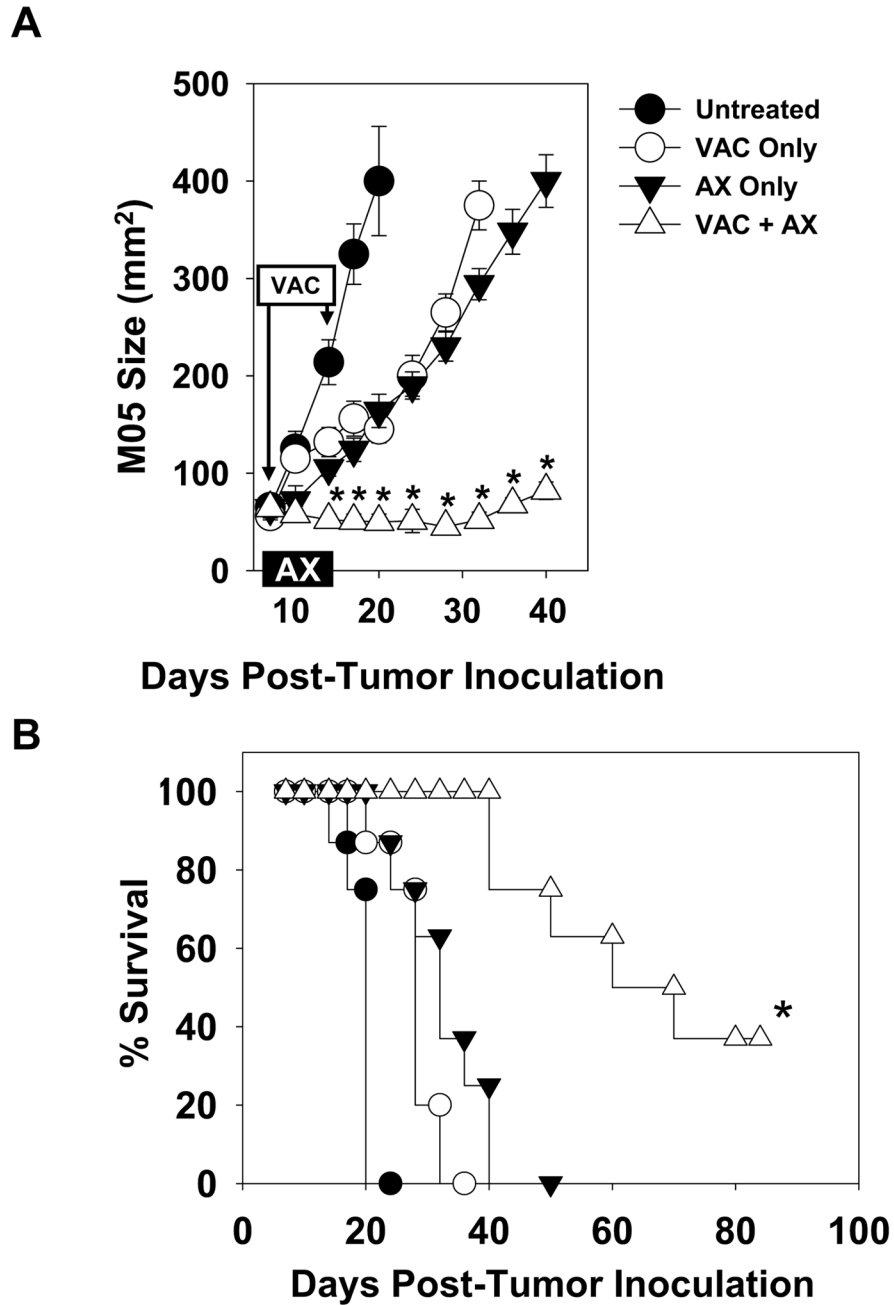 A
500
400
300
200
100
0
M05 Size (mm²)
VAC
AX
* * * * * * * *
10 20 30 40
Days Post-Tumor Inoculation
Untreated
VAC Only
AX Only
VAC + AX
B
100
80
60
40
20
0
% Survival
*
0 20 40 60 80 100
Days Post-Tumor Inoculation